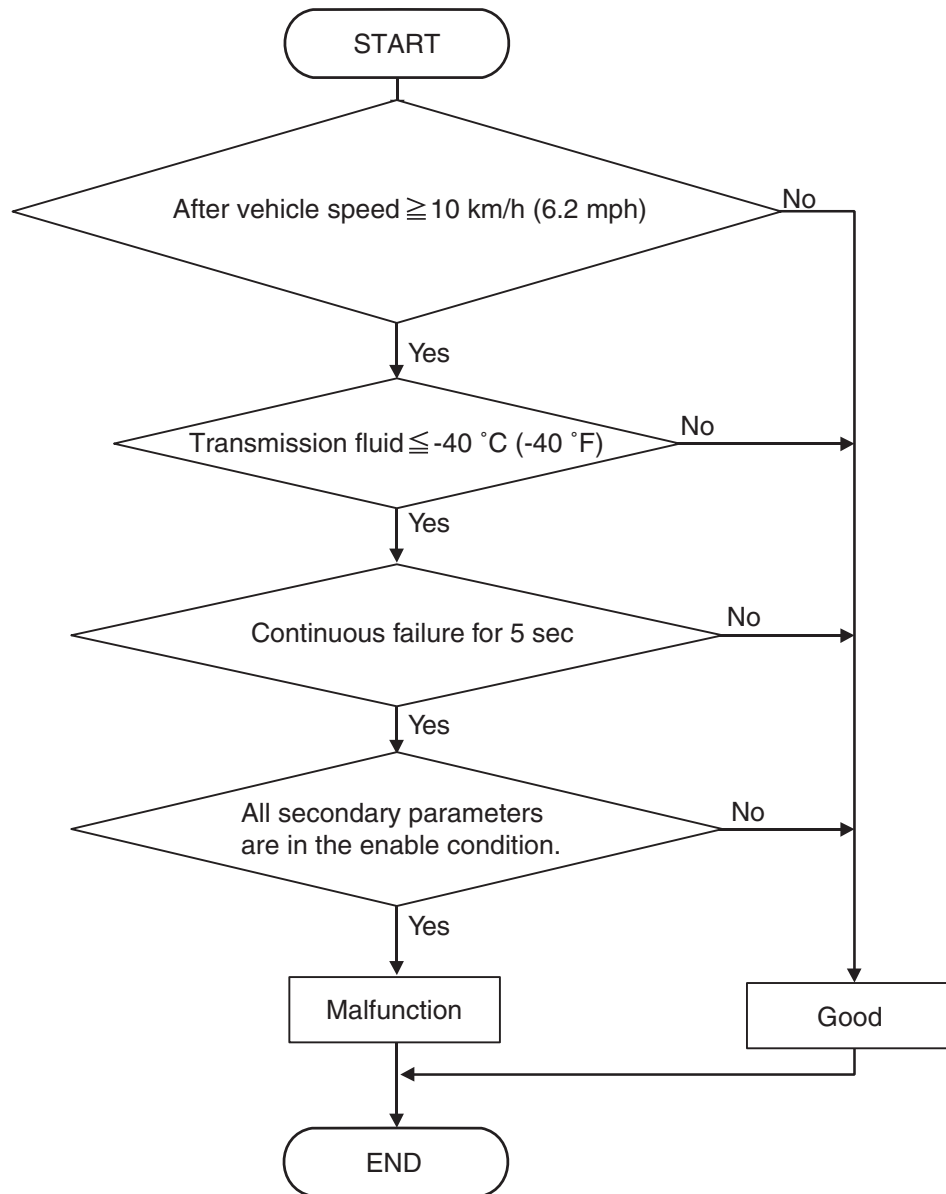 START
After vehicle speed ≧ 10 km/h (6.2 mph)
No
Yes
Transmission fluid ≦ -40 ˚C (-40 ˚F)
No
Yes
Continuous failure for 5 sec
No
Yes
All secondary parameters
are in the enable condition.
No
Yes
Malfunction
Good
END